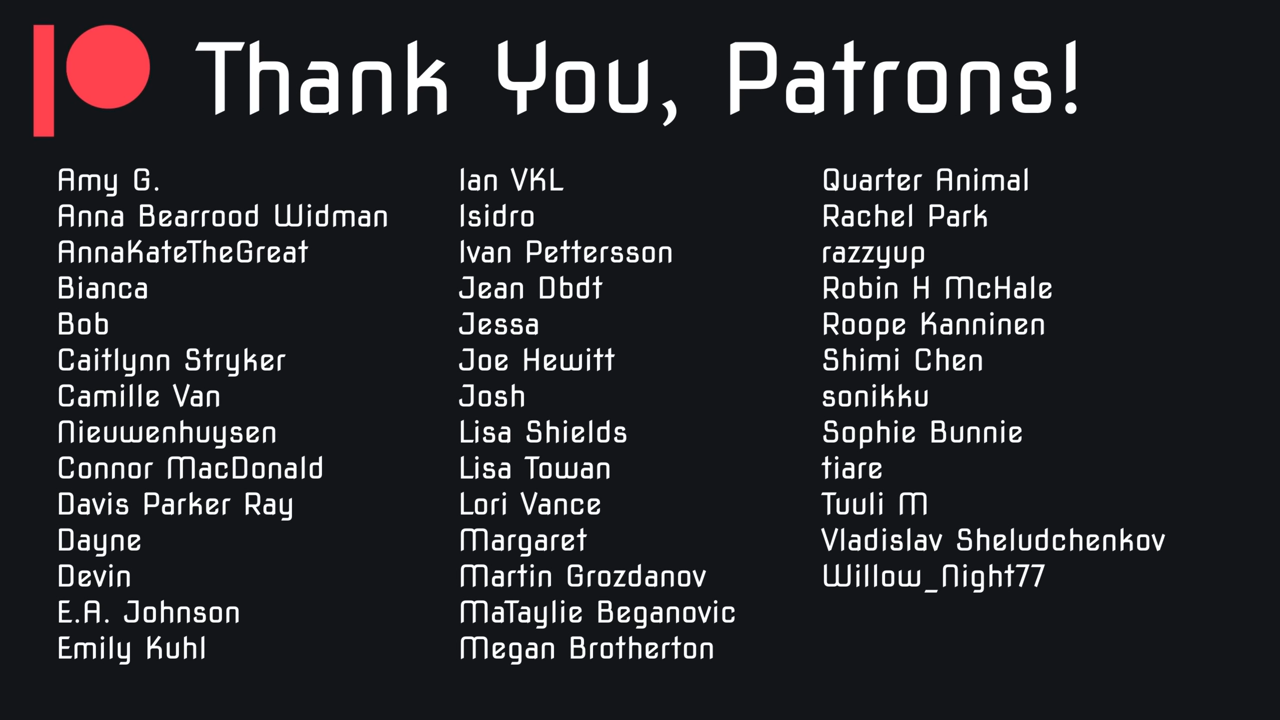 Thank You, Patrons!
Amy G.
Anna Bearrood Widman
AnnaKateTheGreat
Bianca
Bob
Caitlynn Stryker
Camille Van
Nieuwenhuysen
Connor MacDonald
Davis Parker Ray
Dayne
Devin
E.A. Johnson
Emily Kuhl
Ian VKL
Isidro
Ivan Pettersson
Jean Dbdt
Jessa
Joe Hewitt
Josh
Lisa Shields
Lisa Towan
Lori Vance
Margaret
Martin Grozdanov
MaTaylie Beganovic
Megan Brotherton
Quarter Animal
Rachel Park
razzyup
Robin H McHale
Roope Kanninen
Shimi Chen
sonikku
Sophie Bunnie
tiare
Tuuli M
Vladislav Sheludchenkov
Willow_Night77